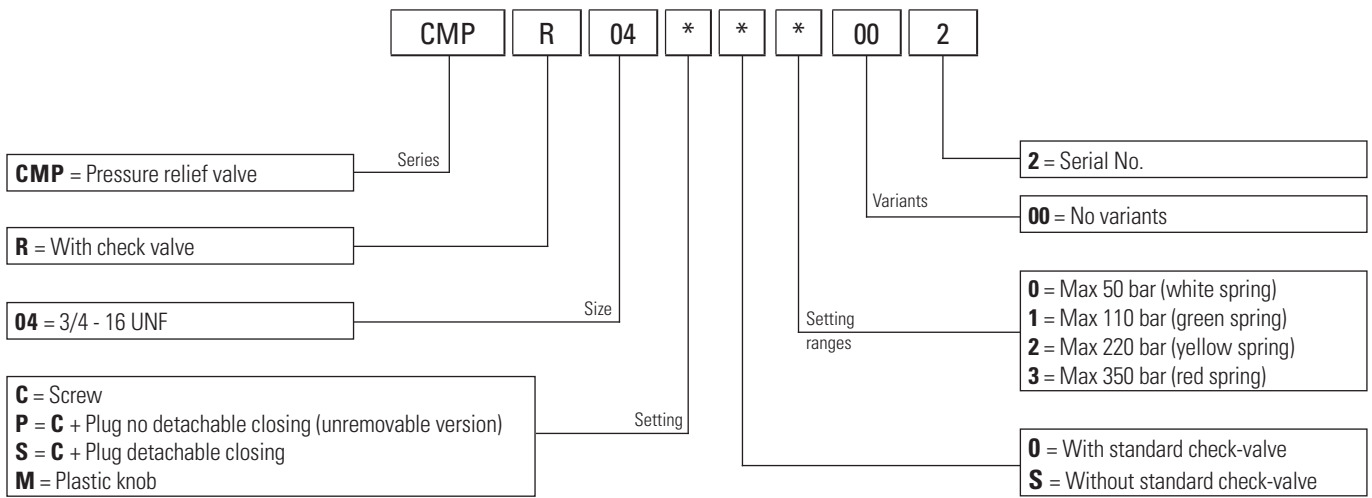 CMP R 04 * * * 00 2
Series
CMP = Pressure relief valve
R = With check valve
Size
04 = 3/4 - 16 UNF
Setting
C = Screw
P = C + Plug no detachable closing (unremovable version)
S = C + Plug detachable closing
M = Plastic knob
2 = Serial No.
Variants
00 = No variants
Setting
ranges
0 = Max 50 bar (white spring)
1 = Max 110 bar (green spring)
2 = Max 220 bar (yellow spring)
3 = Max 350 bar (red spring)
0 = With standard check-valve
S = Without standard check-valve